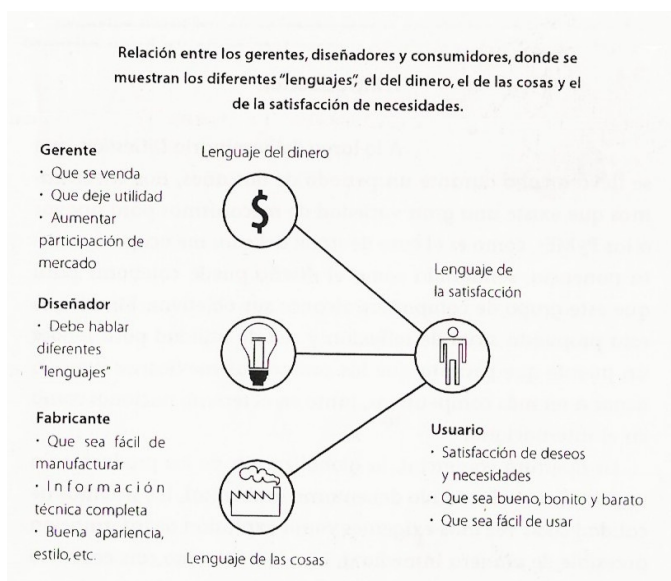 Relación entre los gerentes, diseñadores y consumidores, donde se
muestran los diferentes "lenguajes", el del dinero, el de las cosas y el
de la satisfacción de necesidades.
Gerente
· Que se venda
· Que deje utilidad
· Aumentar
participación de
mercado
Lenguaje del dinero
$
Lenguaje de
la satisfacción
Diseñador
· Debe hablar
diferentes
"lenguajes"
Fabricante
· Que sea fácil de
manufacturar
· Información
técnica completa
· Buena apariencia,
estilo, etc.
Lenguaje de las cosas
Usuario
· Satisfacción de deseos
y necesidades
· Que sea bueno, bonito y barato
· Que sea fácil de usar